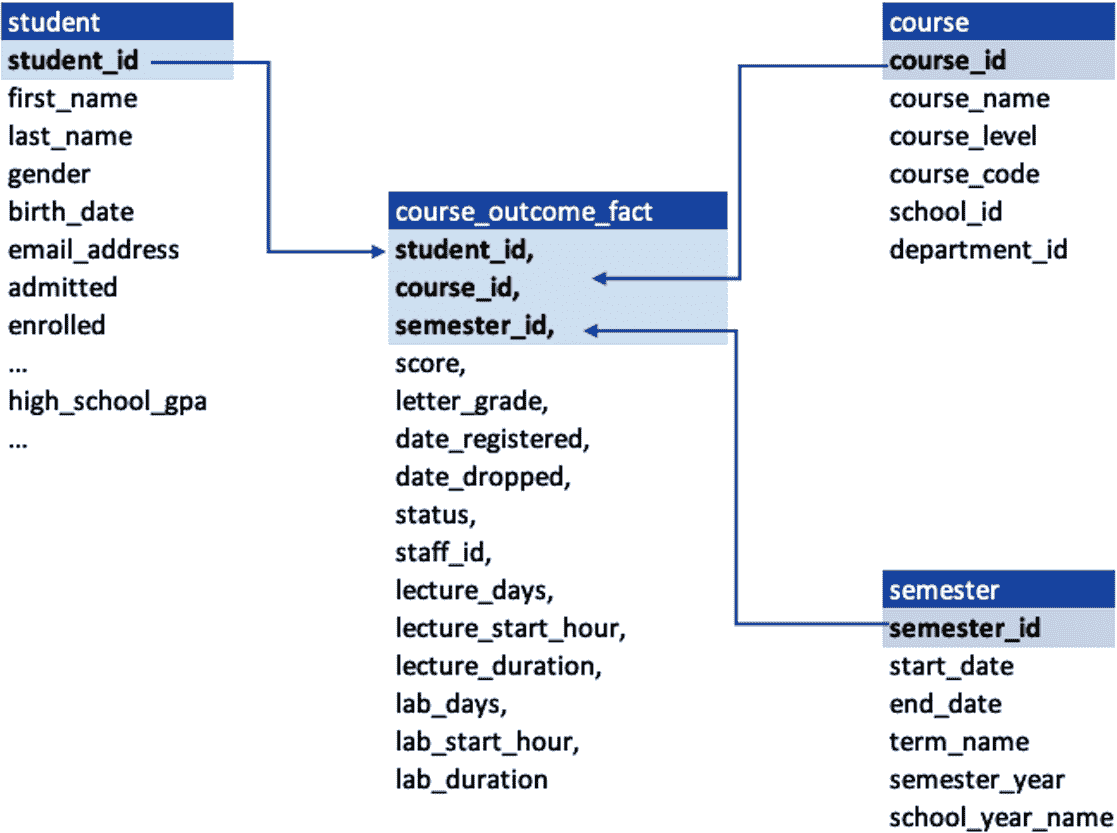 student
student_id
first_name
last_name
gender
birth_date
email_address
admitted
enrolled
...
high_school_gpa
...
course_outcome_fact
student_id,
course_id,
semester_id,
score,
letter_grade,
date_registered,
date_dropped,
status,
staff_id,
lecture_days,
lecture_start_hour,
lecture_duration,
lab_days,
lab_start_hour,
lab_duration
course
course_id
course_name
course_level
course_code
school_id
department_id
semester
semester_id
start_date
end_date
term_name
semester_year
school_year_name